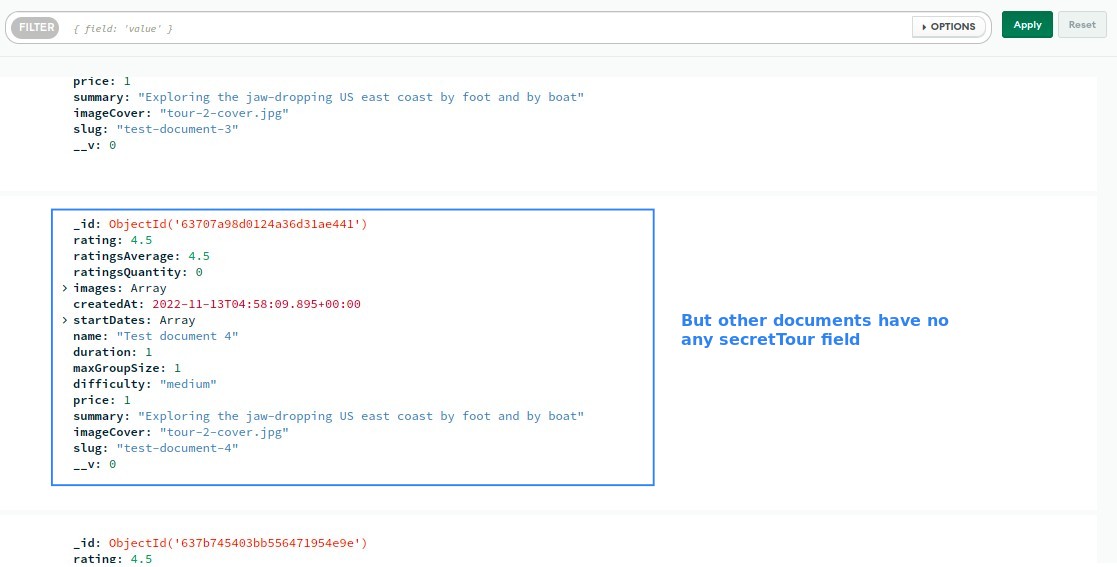 FILTER { field: 'value' } OPTIONS Apply Reset
price: 1
summary: "Exploring the jaw-dropping US east coast by foot and by boat"
imageCover: "tour-2-cover.jpg"
slug: "test-document-3"
__v: 0
_id: ObjectId('63707a98d0124a36d31ae441')
rating: 4.5
ratingsAverage: 4.5
ratingsQuantity: 0
images: Array
createdAt: 2022-11-13T04:58:09.895+00:00
startDates: Array
name: "Test document 4"
duration: 1
maxGroupSize: 1
difficulty: "medium"
price: 1
summary: "Exploring the jaw-dropping US east coast by foot and by boat"
imageCover: "tour-2-cover.jpg"
slug: "test-document-4"
__v: 0
But other documents have no
any secretTour field
_id: ObjectId('637b745403bb556471954e9e')
rating: 4.5